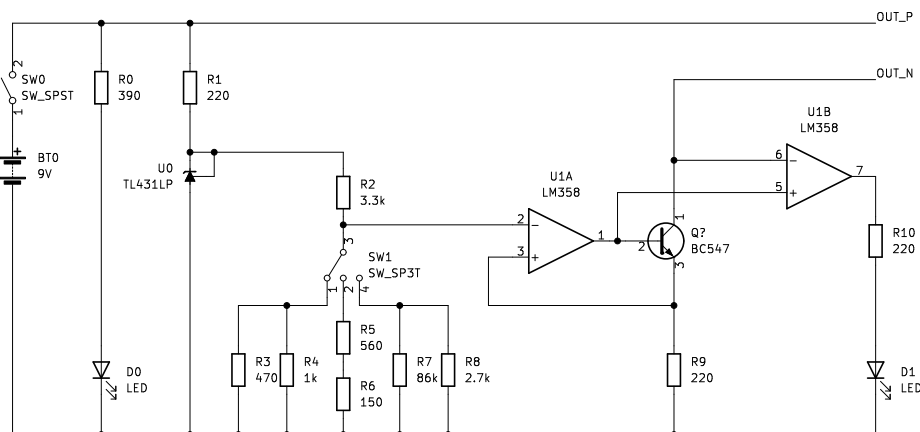 OUT_P
2
SW0
SW_SPST
1
R0
390
R1
220
OUT_N
+
BT0
9V
U0
TL431LP
R2
3.3k
U1A
LM358
2
−
3
+
1
U1B
LM358
6
−
5
+
7
1
2
Q?
BC547
3
R10
220
3
SW1
SW_SP3T
1
2
4
R5
560
R3
470
R4
1k
R6
150
R7
86k
R8
2.7k
R9
220
D0
LED
D1
LED